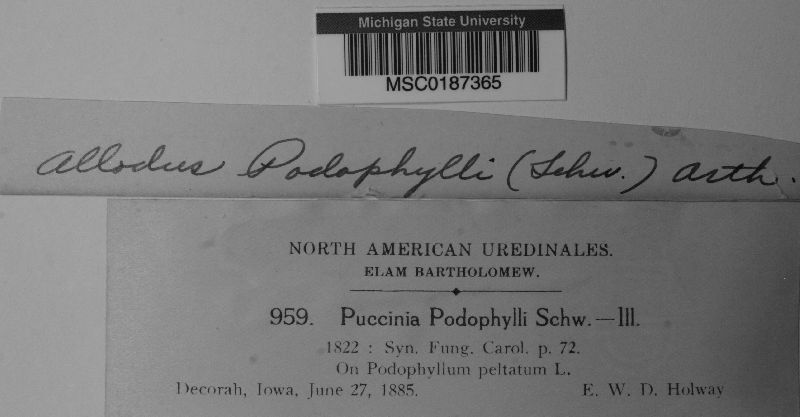 Michigan State University
MSC0187365
Allodus Podophylli (Schw.) Arth.
NORTH AMERICAN UREDINALES.
ELAM BARTHOLOMEW.
959. Puccinia Podophylli Schw.—III.
1822 : Syn. Fung. Carol. p. 72.
On Podophyllum peltatum L.
Decorah, Iowa, June 27, 1885. E. W. D. Holway